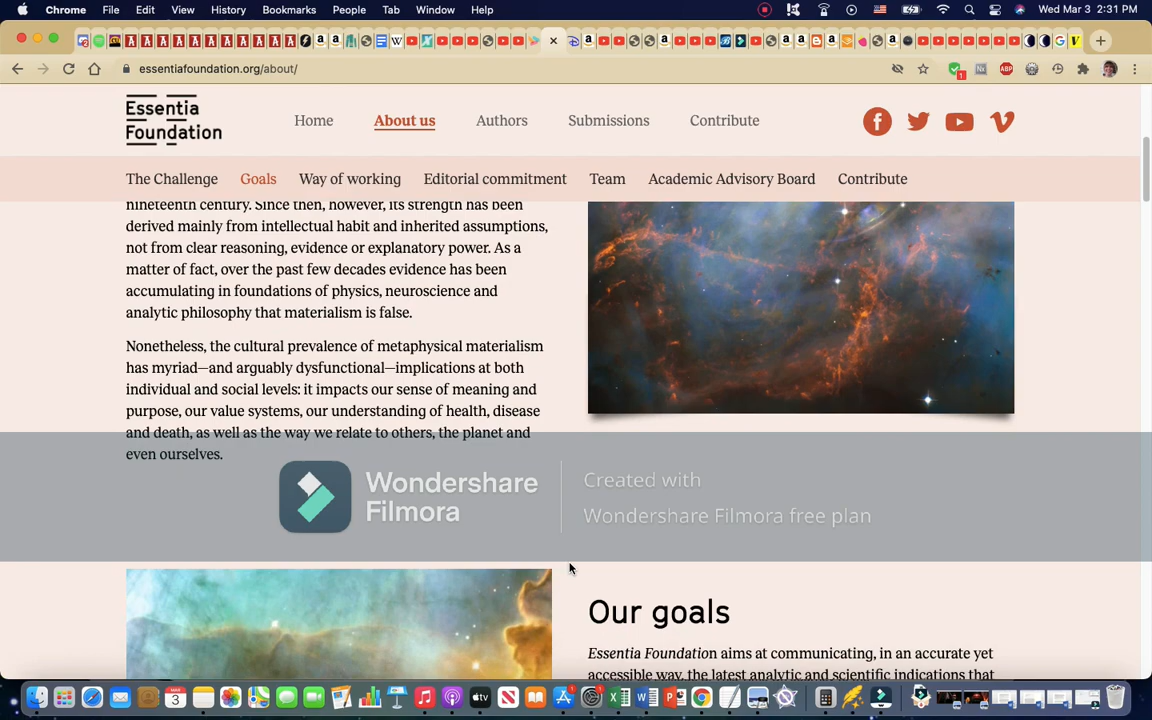 Chrome File Edit View History Bookmarks People Tab Window Help
Wed Mar 3 2:31 PM
essentiafoundation.org/about/
1
ABP
Essentia
Foundation
Home About us Authors Submissions Contribute
The Challenge Goals Way of working Editorial commitment Team Academic Advisory Board Contribute
nineteenth century. Since then, however, its strength has been
derived mainly from intellectual habit and inherited assumptions,
not from clear reasoning, evidence or explanatory power. As a
matter of fact, over the past few decades evidence has been
accumulating in foundations of physics, neuroscience and
analytic philosophy that materialism is false.
Nonetheless, the cultural prevalence of metaphysical materialism
has myriad—and arguably dysfunctional—implications at both
individual and social levels: it impacts our sense of meaning and
purpose, our value systems, our understanding of health, disease
and death, as well as the way we relate to others, the planet and
even ourselves.
Wondershare
Filmora
Created with
Wondershare Filmora free plan
Our goals
Essentia Foundation aims at communicating, in an accurate yet
accessible way, the latest analytic and scientific indications that